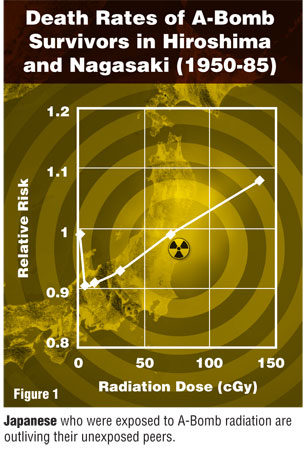 Death Rates of A-Bomb
Survivors in Hiroshima
and Nagasaki (1950-85)
1.2
1.1
1
0.9
0.8
Relative Risk
0
50
100
150
Figure 1
Radiation Dose (cGy)
Japanese who were exposed to A-Bomb radiation are
outliving their unexposed peers.